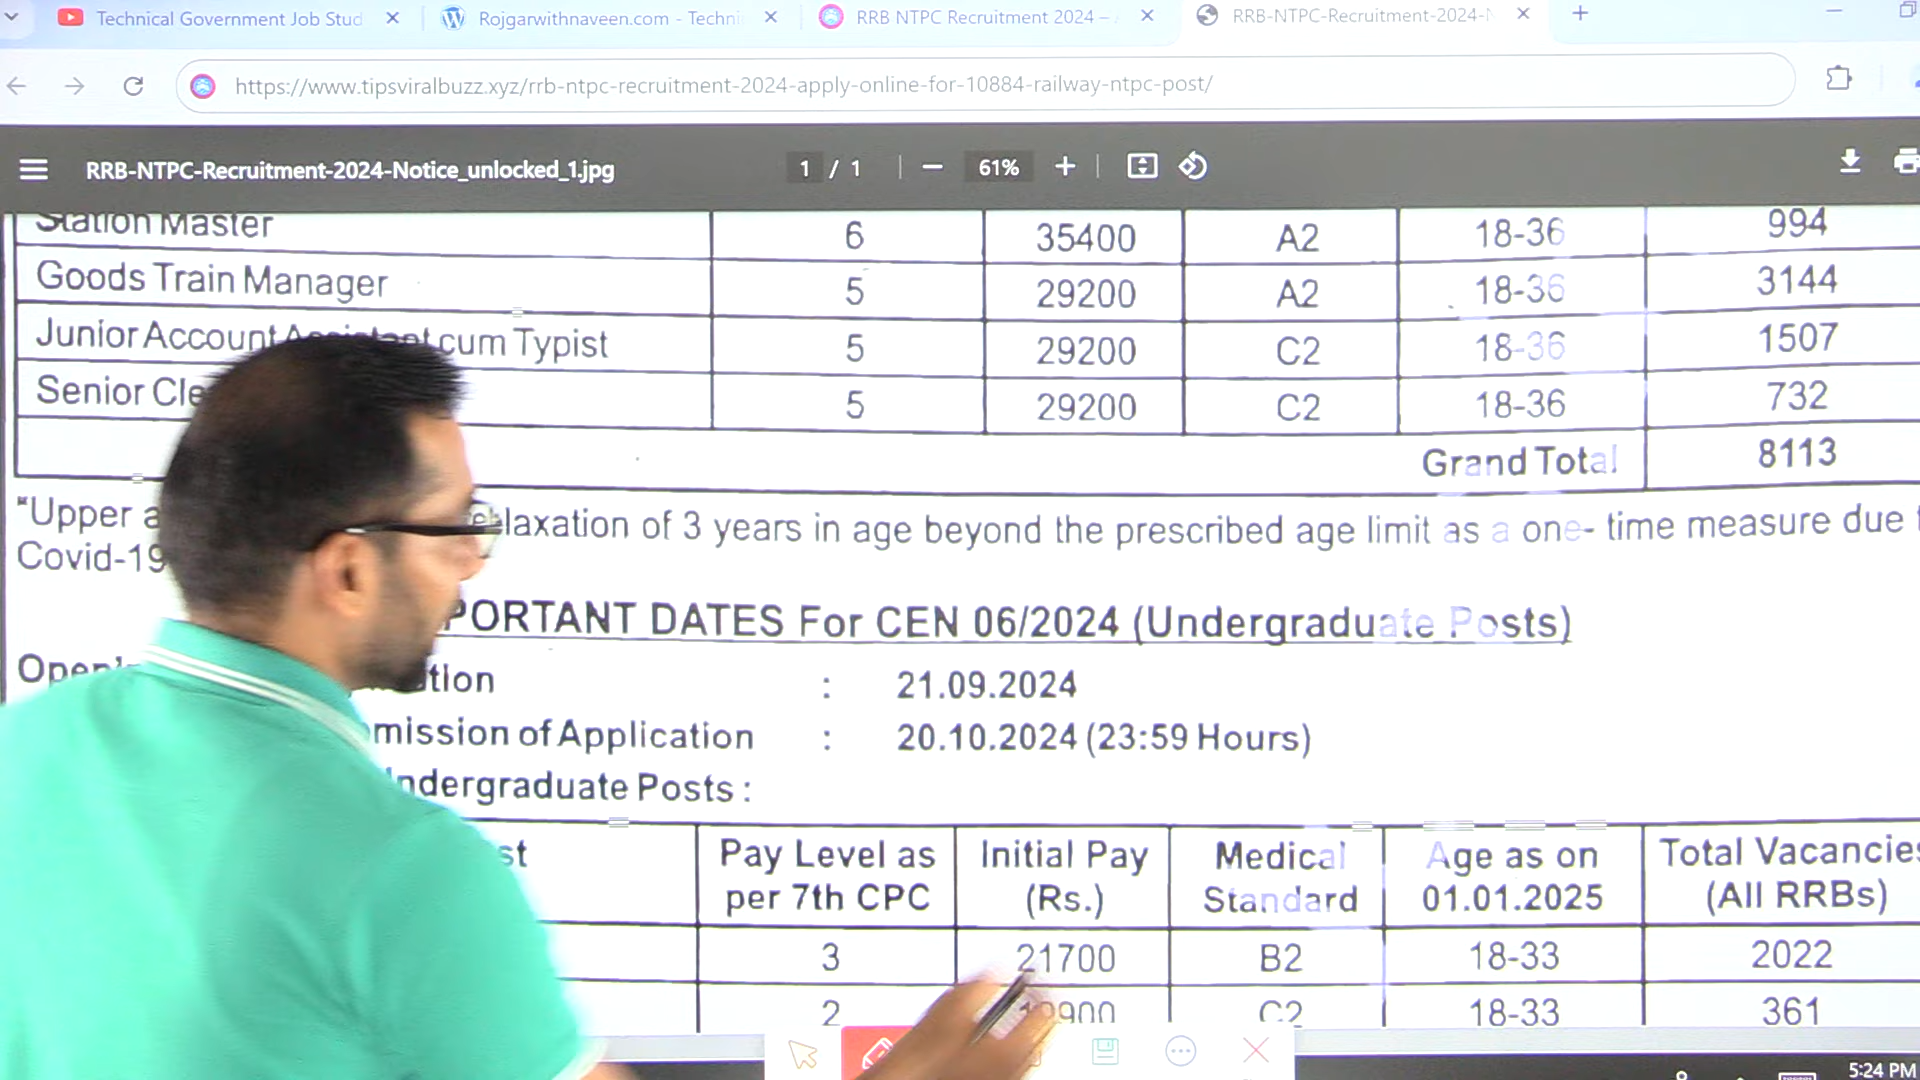 Technical Government Job Stud
Rojgarwithnaveen.com - Techni
RRB NTPC Recruitment 2024 –
RRB-NTPC-Recruitment-2024-N
https://www.tipsviralbuzz.xyz/rrb-ntpc-recruitment-2024-apply-online-for-10884-railway-ntpc-post/
RRB-NTPC-Recruitment-2024-Notice_unlocked_1.jpg 1 / 1 61%
Station Master 6 35400 A2 18-36 994
Goods Train Manager 5 29200 A2 18-36 3144
Junior Account Assistant cum Typist 5 29200 C2 18-36 1507
Senior Cle 5 29200 C2 18-36 732
Grand Total 8113
*Upper a relaxation of 3 years in age beyond the prescribed age limit as a one- time measure due
Covid-19
PORTANT DATES For CEN 06/2024 (Undergraduate Posts)
tion : 21.09.2024
mission of Application : 20.10.2024 (23:59 Hours)
ndergraduate Posts :
st Pay Level as per 7th CPC Initial Pay (Rs.) Medical Standard Age as on 01.01.2025 Total Vacancies (All RRBs)
3 21700 B2 18-33 2022
2 19900 C2 18-33 361
5:24 PM